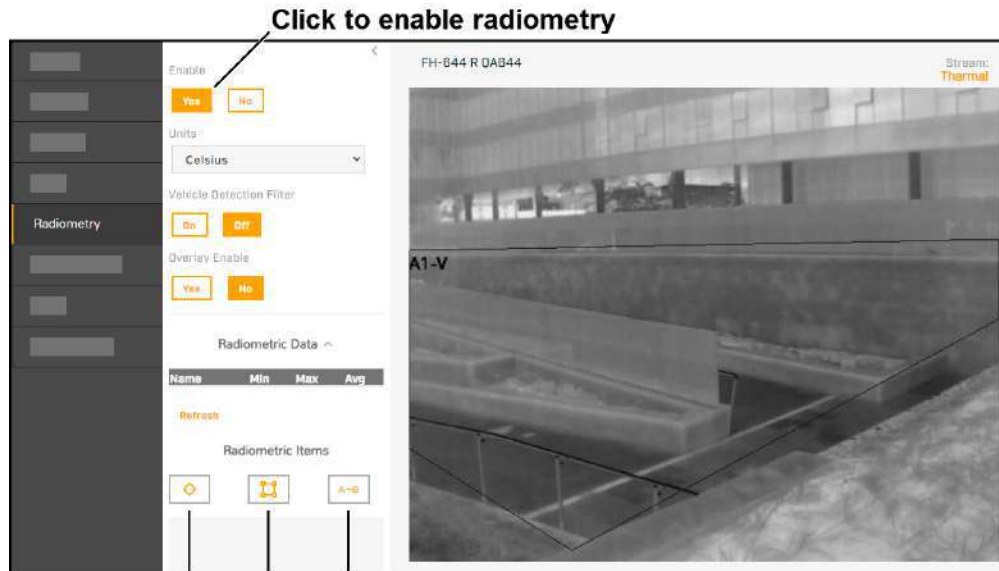 Click to enable radiometry
FH-644 R 0A844
Stream:
Thermal
Enable
Yes No
Units
Celsius
Vehicle Detection Filter
On Off
Radiometry
Overlay Enable
A1-V
Yes No
Radiometric Data
Name Min Max Avg
Refresh
Radiometric Items
A-B